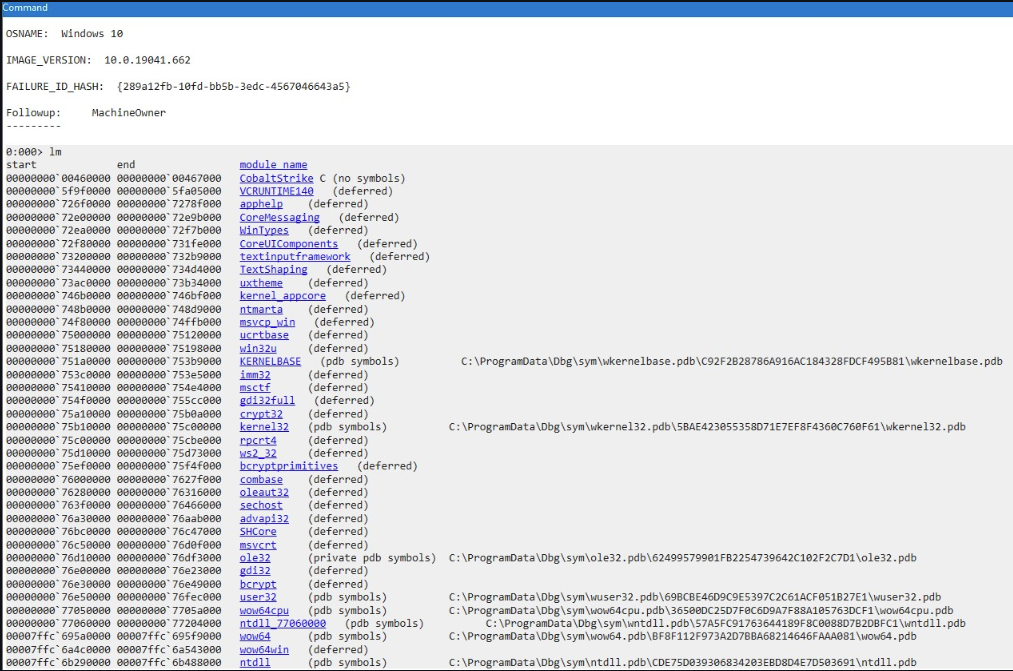 Command
OSNAME: Windows 10
IMAGE_VERSION: 10.0.19041.662
FAILURE_ID_HASH: {289a12fb-10fd-bb5b-3edc-4567046643a5}
Followup: MachineOwner
---------
0:000> lm
start end module name
00000000`00460000 00000000`00467000 CobaltStrike C (no symbols)
00000000`5f9f0000 00000000`5fa05000 VCRUNTIME140 (deferred)
00000000`726f0000 00000000`7278f000 apphelp (deferred)
00000000`72e00000 00000000`72e9b000 CoreMessaging (deferred)
00000000`72ea0000 00000000`72f7b000 WinTypes (deferred)
00000000`72f80000 00000000`731fe000 CoreUIComponents (deferred)
00000000`73200000 00000000`732b9000 textinputframework (deferred)
00000000`73440000 00000000`734d4000 TextShaping (deferred)
00000000`73ac0000 00000000`73b34000 uxtheme (deferred)
00000000`746b0000 00000000`746bf000 kernel_appcore (deferred)
00000000`748b0000 00000000`748d9000 ntmarta (deferred)
00000000`74f80000 00000000`74ffb000 msvcp_win (deferred)
00000000`75000000 00000000`75120000 ucrtbase (deferred)
00000000`75180000 00000000`75198000 win32u (deferred)
00000000`751a0000 00000000`753b9000 KERNELBASE (pdb symbols) C:\ProgramData\Dbg\sym\wkernelbase.pdb\C92F2B28786A916AC184328FDCF495B81\wkernelbase.pdb
00000000`753c0000 00000000`753e5000 imm32 (deferred)
00000000`75410000 00000000`754e4000 msctf (deferred)
00000000`754f0000 00000000`755cc000 gdi32full (deferred)
00000000`75a10000 00000000`75b0a000 crypt32 (deferred)
00000000`75b10000 00000000`75c00000 kernel32 (pdb symbols) C:\ProgramData\Dbg\sym\wkernel32.pdb\5BAE423055358D71E7EF8F4360C760F61\wkernel32.pdb
00000000`75c00000 00000000`75cbe000 rpcrt4 (deferred)
00000000`75d10000 00000000`75d73000 ws2_32 (deferred)
00000000`75ef0000 00000000`75f4f000 bcryptprimitives (deferred)
00000000`76000000 00000000`7627f000 combase (deferred)
00000000`76280000 00000000`76316000 oleaut32 (deferred)
00000000`763f0000 00000000`76466000 sechost (deferred)
00000000`76a30000 00000000`76aab000 advapi32 (deferred)
00000000`76bc0000 00000000`76c47000 SHCore (deferred)
00000000`76c50000 00000000`76d0f000 msvcrt (deferred)
00000000`76d10000 00000000`76df3000 ole32 (private pdb symbols) C:\ProgramData\Dbg\sym\ole32.pdb\62499579901FB2254739642C102F2C7D1\ole32.pdb
00000000`76e00000 00000000`76e23000 gdi32 (deferred)
00000000`76e30000 00000000`76e49000 bcrypt (deferred)
00000000`76e50000 00000000`76fec000 user32 (pdb symbols) C:\ProgramData\Dbg\sym\wuser32.pdb\69BCBE46D9C9E5397C2C61ACF051B27E1\wuser32.pdb
00000000`77050000 00000000`7705a000 wow64cpu (pdb symbols) C:\ProgramData\Dbg\sym\wow64cpu.pdb\36500DC25D7F0C6D9A7F88A105763DCF1\wow64cpu.pdb
00000000`77060000 00000000`77204000 ntdll_77060000 (pdb symbols) C:\ProgramData\Dbg\sym\wntdll.pdb\57A5FC91763644189F8C0088D7B2DBFC1\wntdll.pdb
00007ffc`695a0000 00007ffc`695f9000 wow64 (pdb symbols) C:\ProgramData\Dbg\sym\wow64.pdb\BF8F112F973A2D7BBA68214646FAAA081\wow64.pdb
00007ffc`6a4c0000 00007ffc`6a543000 wow64win (deferred)
00007ffc`6b290000 00007ffc`6b488000 ntdll (pdb symbols) C:\ProgramData\Dbg\sym\ntdll.pdb\CDE75D039306834203EBD8D4E7D503691\ntdll.pdb